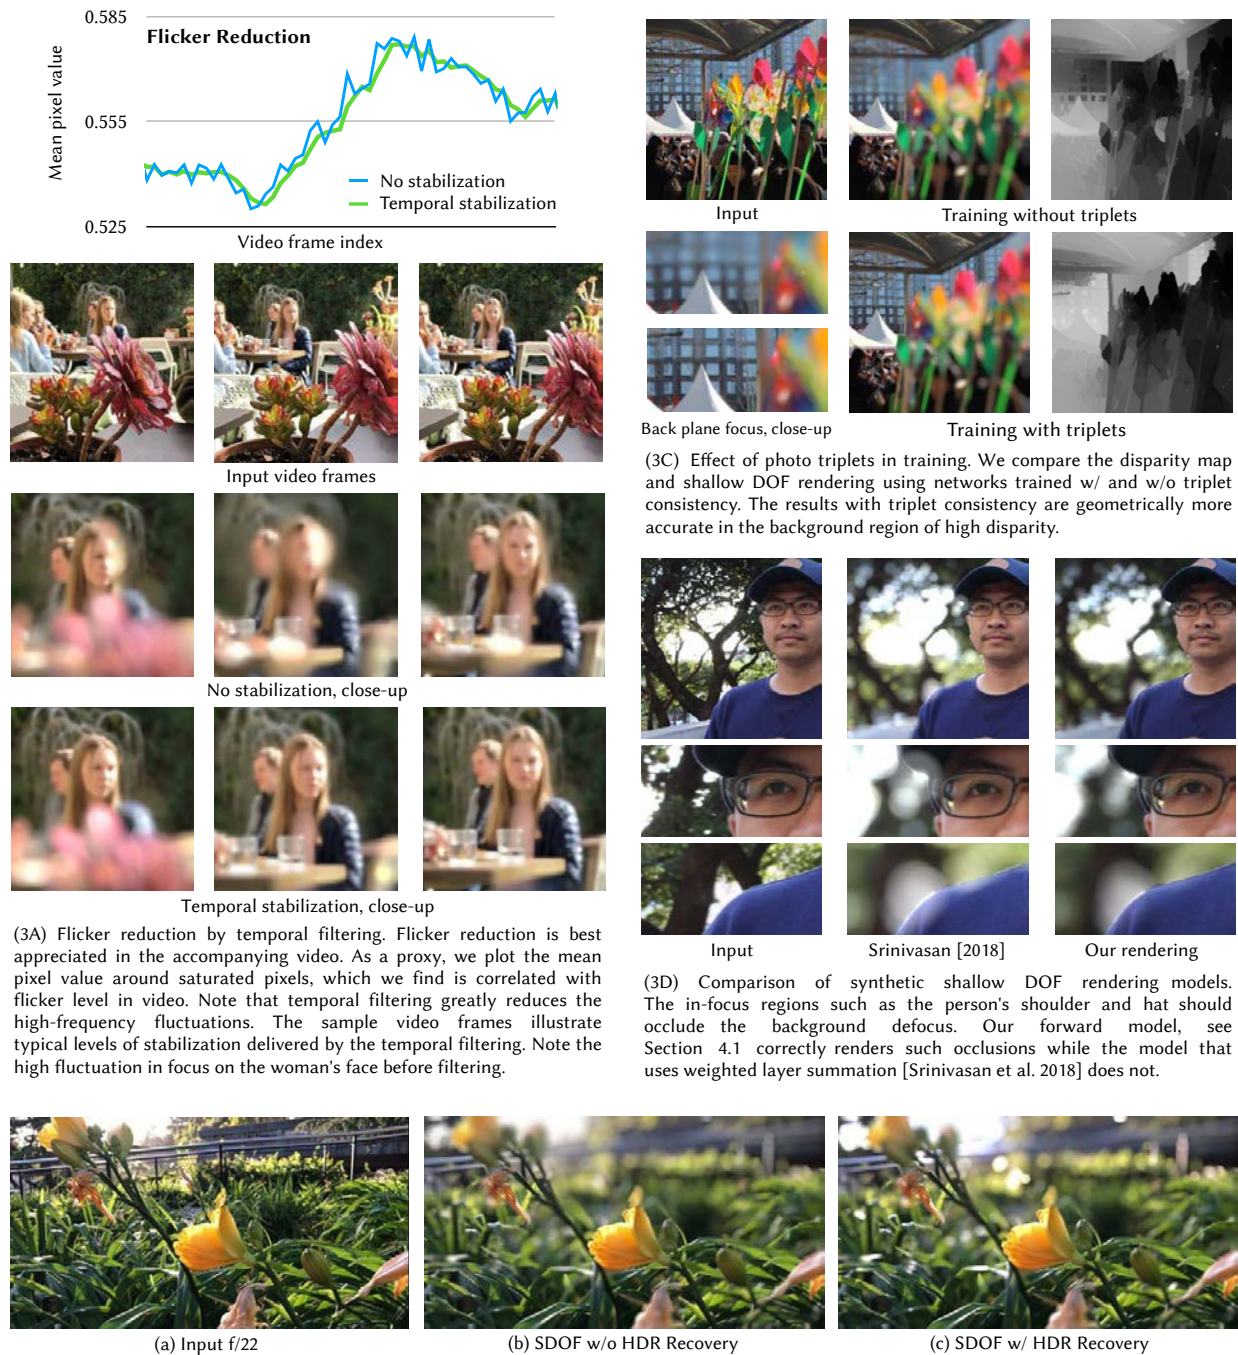 0.585
Flicker Reduction
Mean pixel value
0.555
No stabilization
Temporal stabilization
0.525
Video frame index
Input video frames
No stabilization, close-up
Temporal stabilization, close-up
(3A) Flicker reduction by temporal filtering. Flicker reduction is best
appreciated in the accompanying video. As a proxy, we plot the mean
pixel value around saturated pixels, which we find is correlated with
flicker level in video. Note that temporal filtering greatly reduces the
high-frequency fluctuations. The sample video frames illustrate
typical levels of stabilization delivered by the temporal filtering. Note the
high fluctuation in focus on the woman's face before filtering.
Input
Training without triplets
Back plane focus, close-up
Training with triplets
(3C) Effect of photo triplets in training. We compare the disparity map
and shallow DOF rendering using networks trained w/ and w/o triplet
consistency. The results with triplet consistency are geometrically more
accurate in the background region of high disparity.
Input
Srinivasan [2018]
Our rendering
(3D) Comparison of synthetic shallow DOF rendering models.
The in-focus regions such as the person's shoulder and hat should
occlude the background defocus. Our forward model, see
Section 4.1 correctly renders such occlusions while the model that
uses weighted layer summation [Srinivasan et al. 2018] does not.
(a) Input f/22
(b) SDOF w/o HDR Recovery
(c) SDOF w/ HDR Recovery